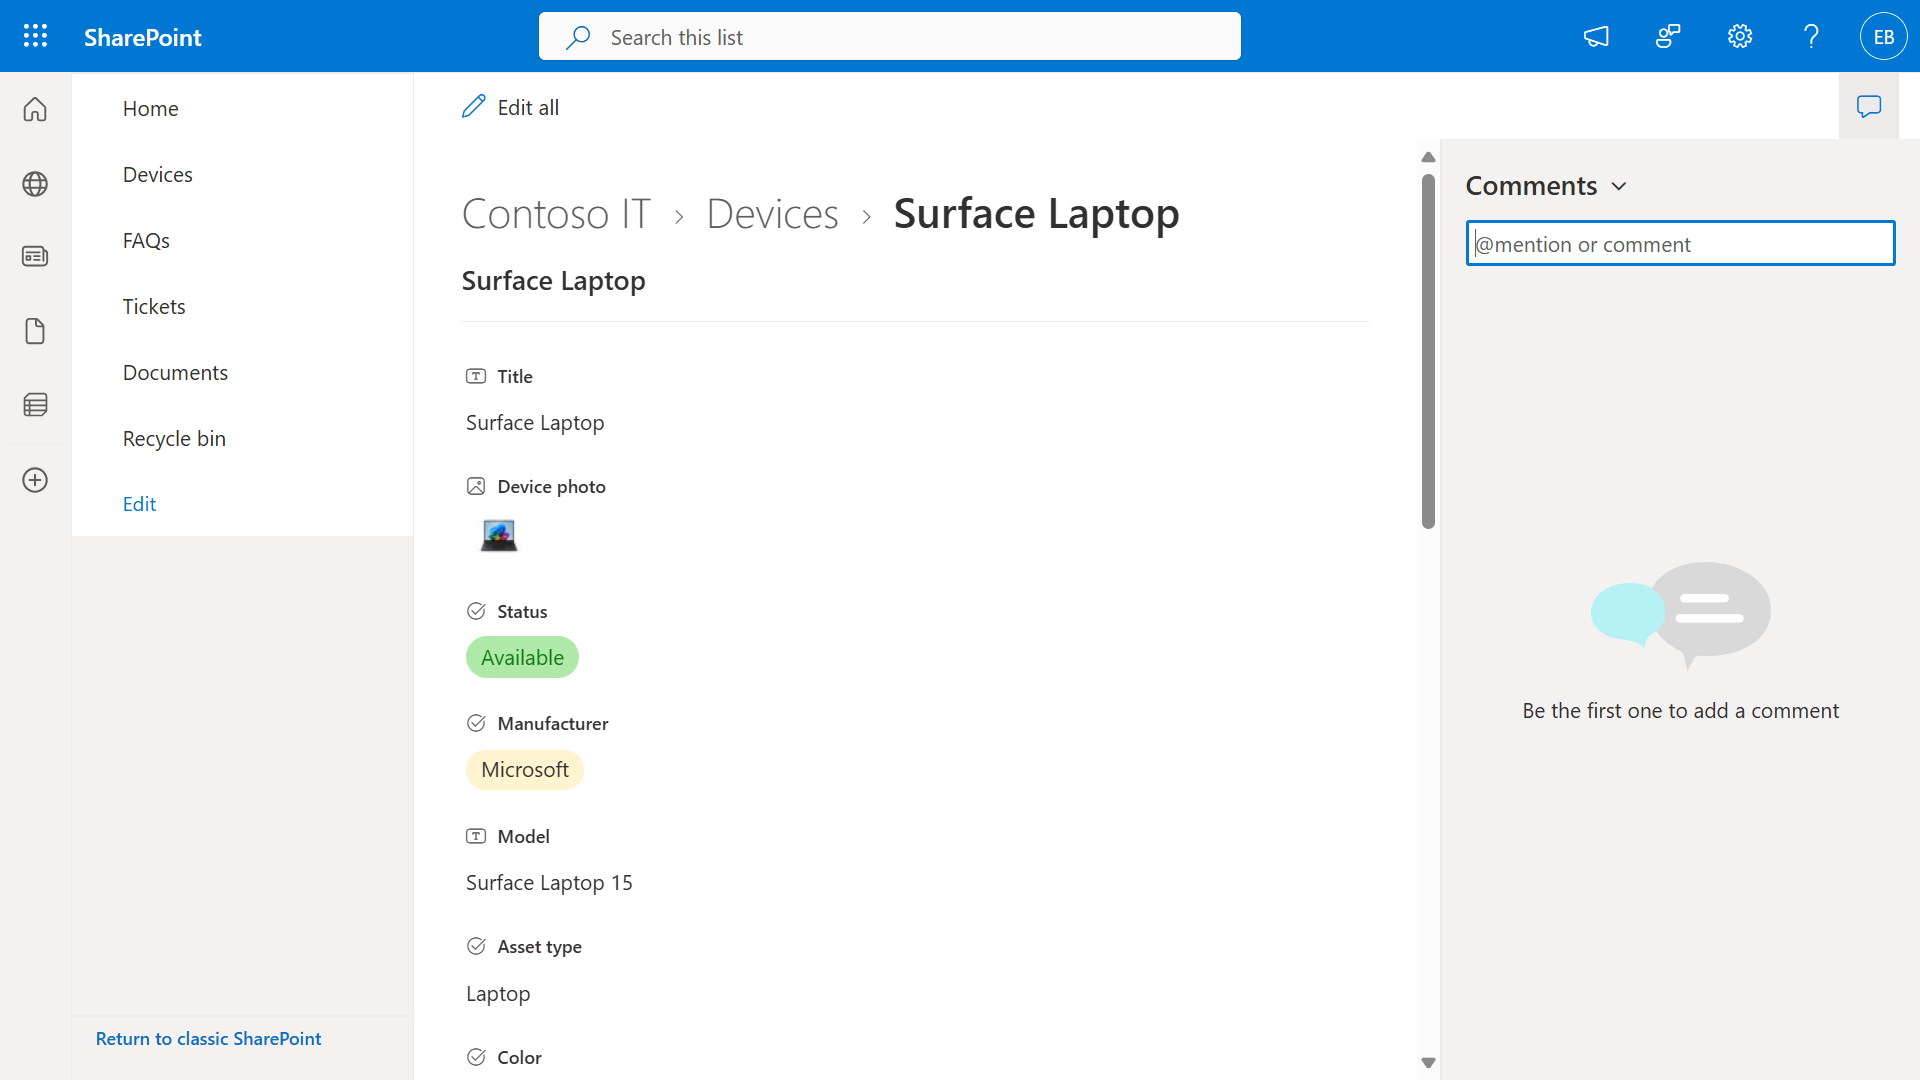 SharePoint
Search this list
EB
Home
Devices
FAQs
Tickets
Documents
Recycle bin
Edit
Return to classic SharePoint
Edit all
Contoso IT
Devices
Surface Laptop
Surface Laptop
Title
Surface Laptop
Device photo
Status
Available
Manufacturer
Microsoft
Model
Surface Laptop 15
Asset type
Laptop
Color
Comments
@mention or comment
Be the first one to add a comment